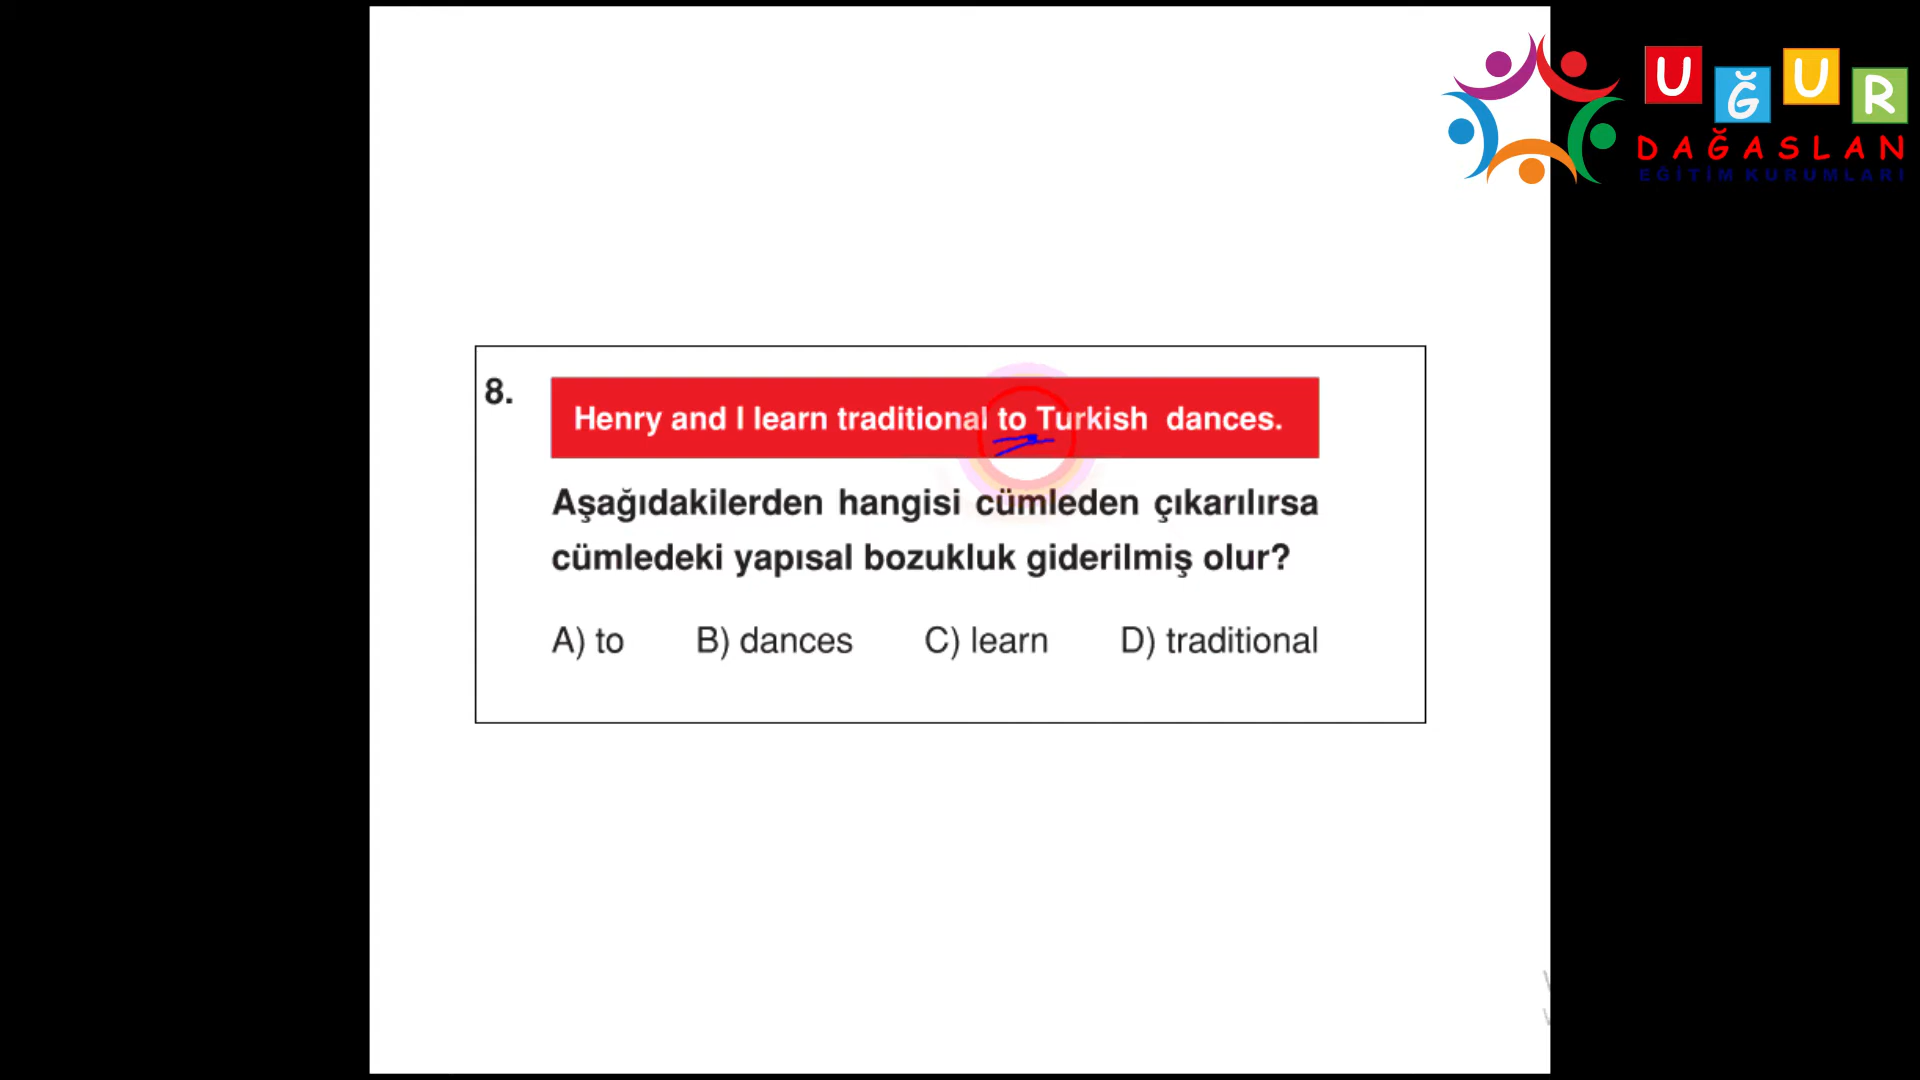 UĞUR
DAĞASLAN
EĞİTİM KURUMLARI
8.
Henry and I learn traditional to Turkish dances.
Aşağıdakilerden hangisi cümleden çıkarılırsa
cümledeki yapısal bozukluk giderilmiş olur?
A) to B) dances C) learn D) traditional